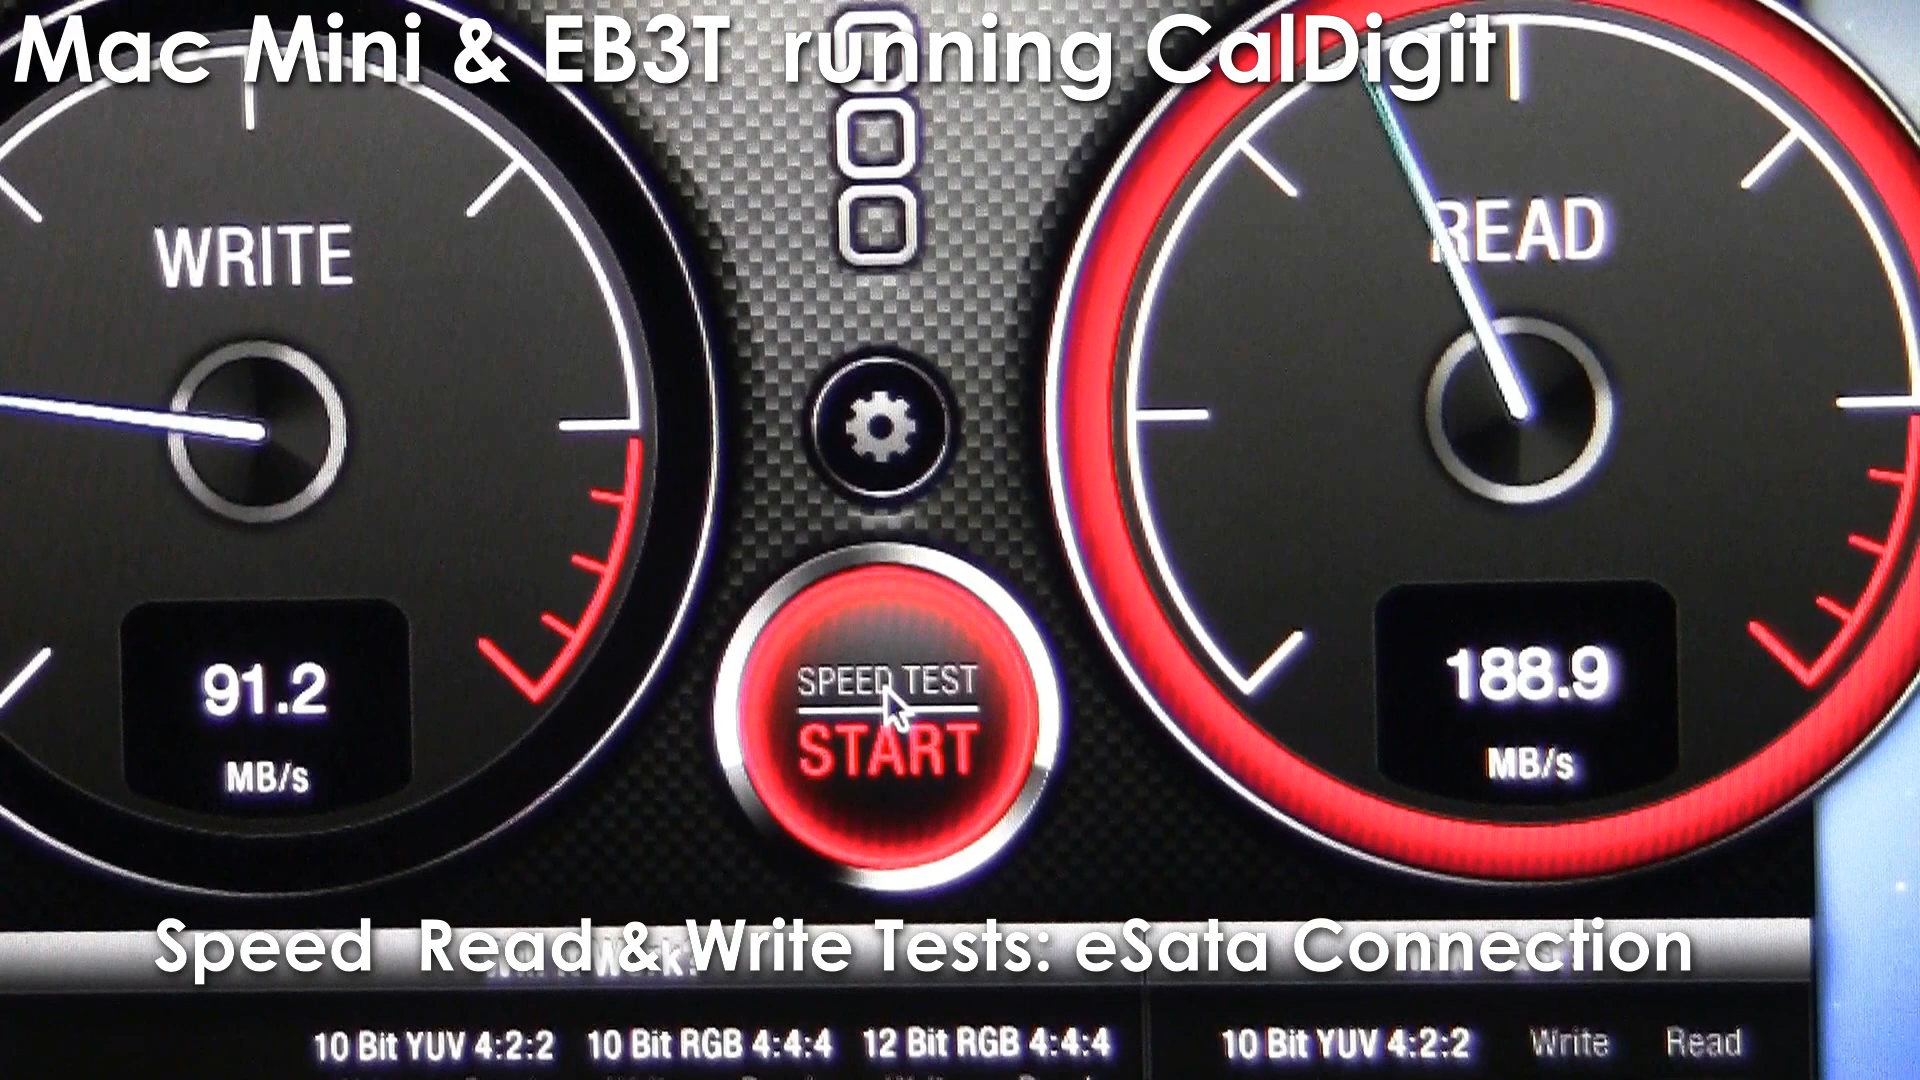 Mac Mini & EB3T running CalDigit
WRITE
READ
91.2
MB/s
SPEED TEST
START
188.9
MB/s
Speed Read & Write Tests: eSata Connection
10 Bit YUV 4:2:2 10 Bit RGB 4:4:4 12 Bit RGB 4:4:4 10 Bit YUV 4:2:2 Write Read